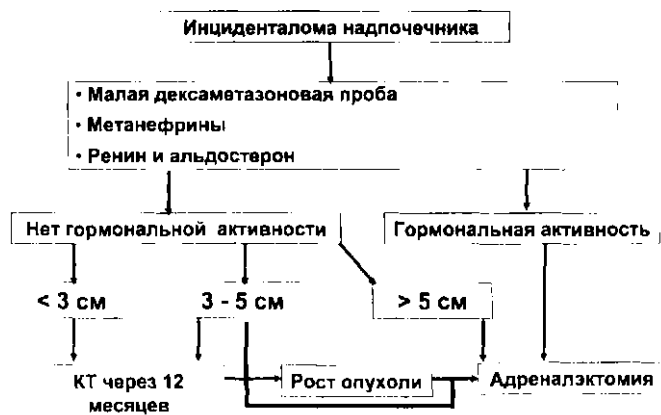 Инциденталома надпочечника
• Малая дексаметазоновая проба
• Метанефрины
• Ренин и альдостерон
Нет гормональной активности
Гормональная активность
< 3 см
3 - 5 см
> 5 см
КТ через 12
месяцев
Рост опухоли
Адреналэктомия